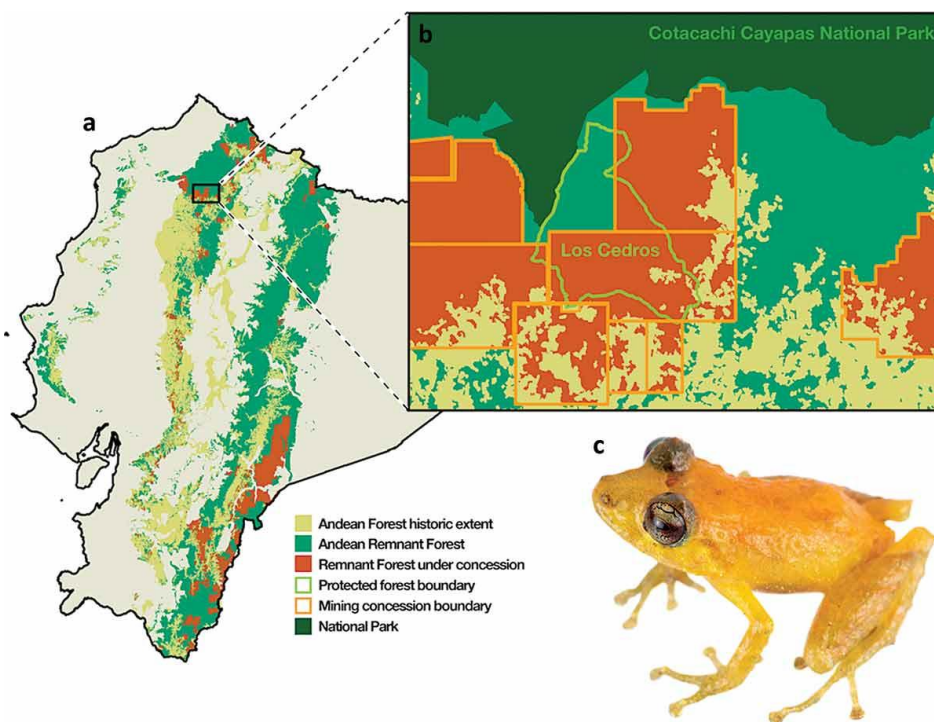 a
b
Cotacachi Cayapas National Park
Los Cedros
c
Andean Forest historic extent
Andean Remnant Forest
Remnant Forest under concession
Protected forest boundary
Mining concession boundary
National Park